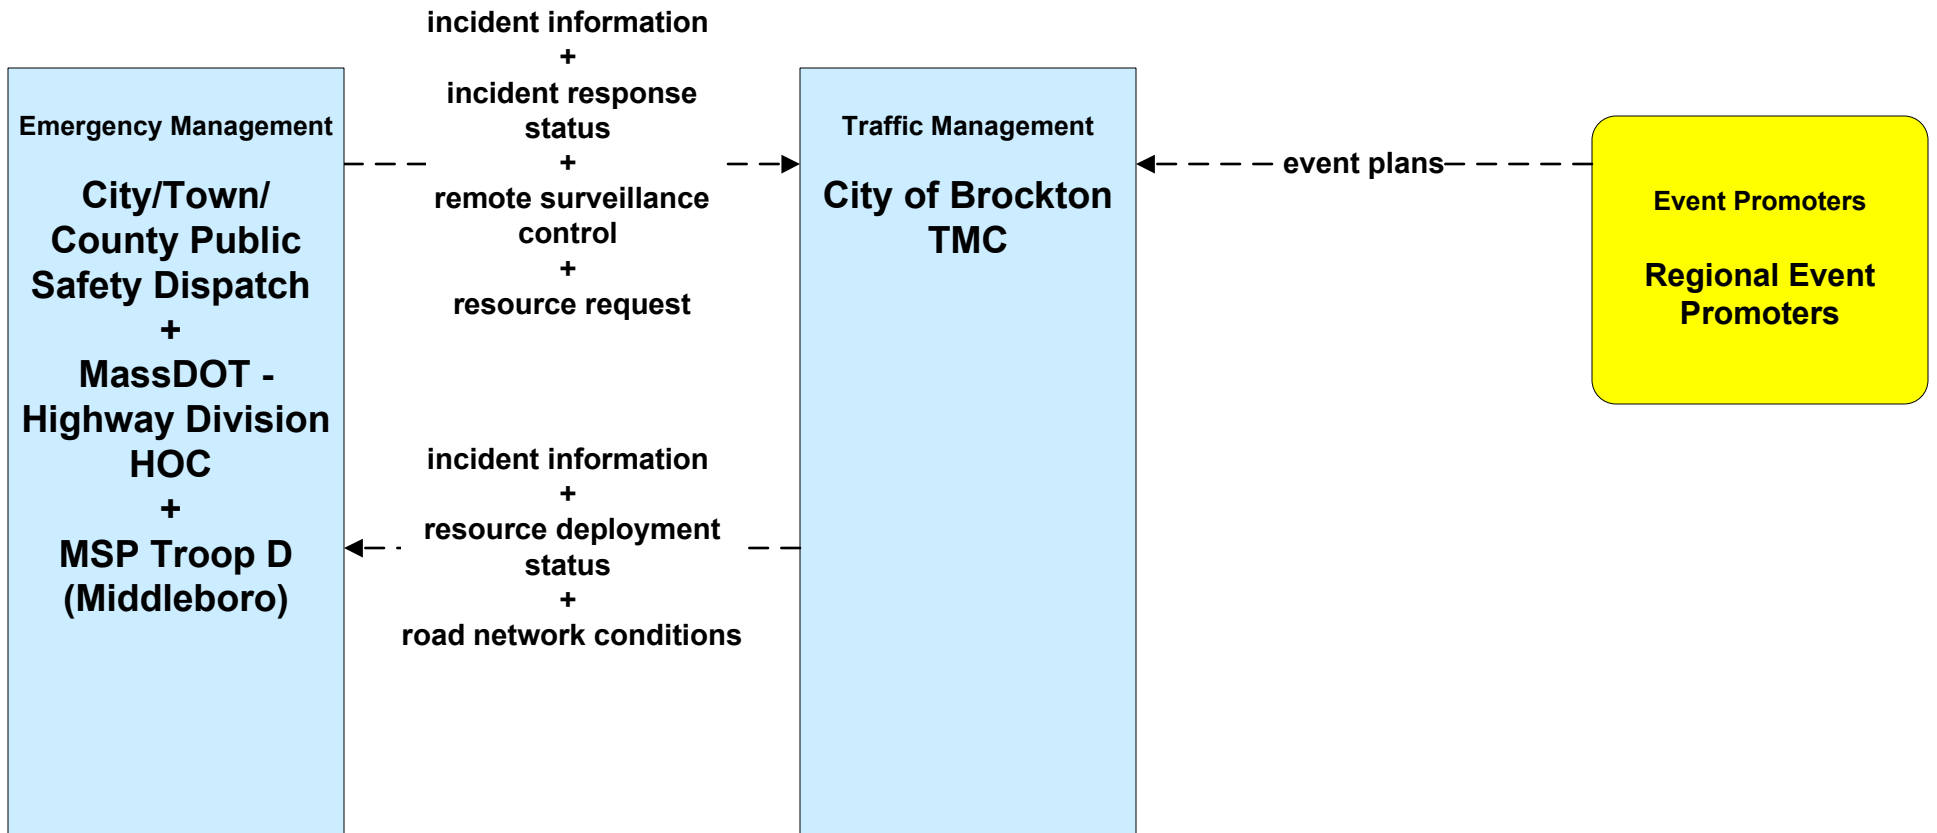 Emergency Management
City/Town/
County Public
Safety Dispatch
+
MassDOT -
Highway Division
HOC
+
MSP Troop D
(Middleboro)
incident information
+
incident response
status
+
remote surveillance
control
+
resource request
incident information
+
resource deployment
status
+
road network conditions
Traffic Management
City of Brockton
TMC
event plans
Event Promoters
Regional Event
Promoters